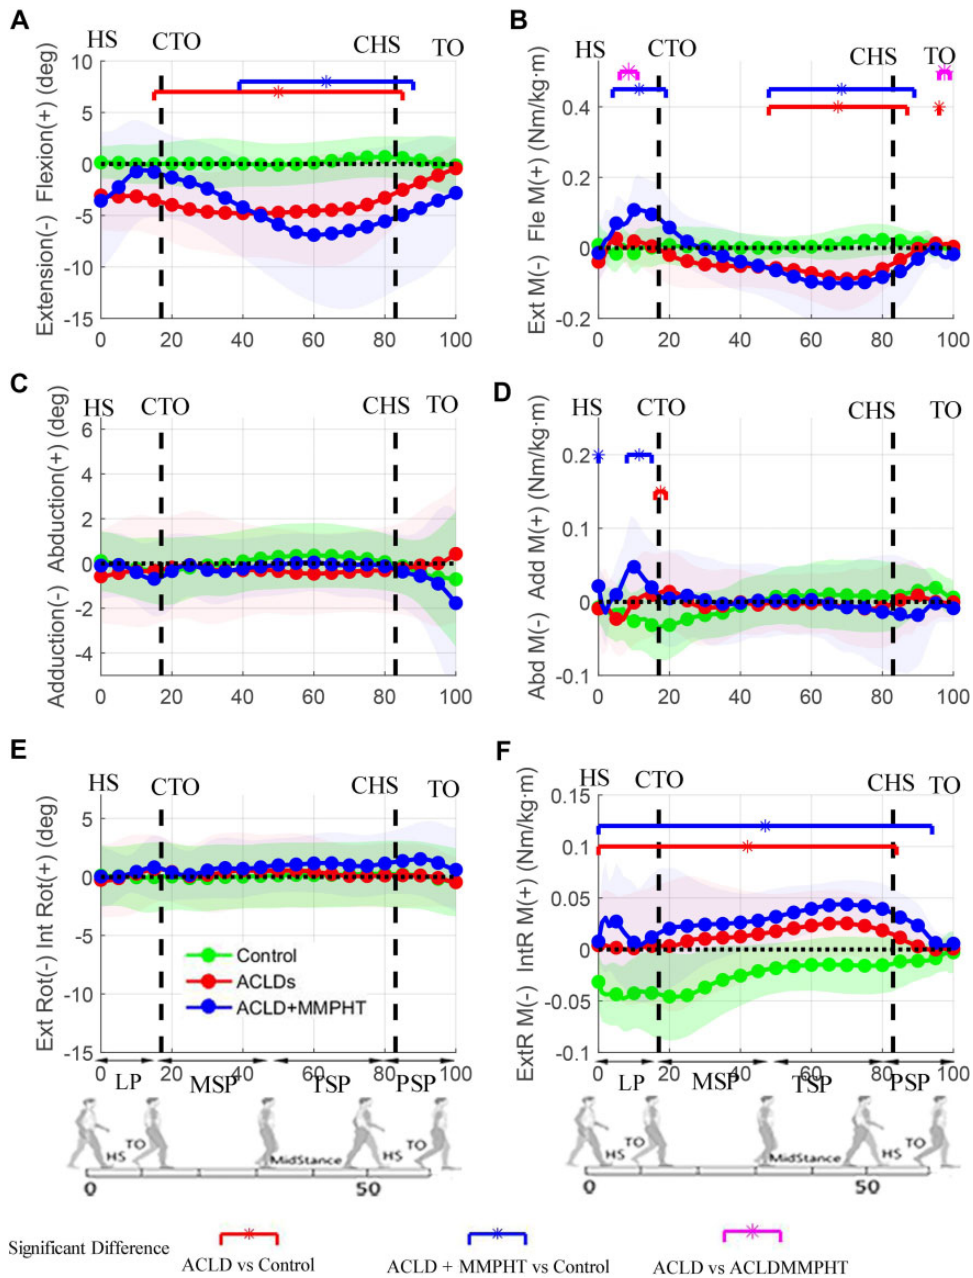 A
HS CTO CHS TO
Extension(-) Flexion(+) (deg)
10
5
0
-5
-10
-15
0 20 40 60 80 100
B
HS CTO CHS TO
Ext M(-) Fle M(+) (Nm/kg·m)
0.4
0.2
0
-0.2
0 20 40 60 80 100
C
HS CTO CHS TO
Adduction(-) Abduction(+) (deg)
6
4
2
0
-2
-4
0 20 40 60 80 100
D
HS CTO CHS TO
Abd M(-) Add M(+) (Nm/kg·m)
0.2
0.1
0
-0.1
0 20 40 60 80 100
E
HS CTO CHS TO
Ext Rot(-) Int Rot(+) (deg)
5
0
-5
-10
-15
Control
ACLDs
ACLD+MMPHT
0 20 40 60 80 100
LP MSP TSP PSP
HS TO MidStance HS TO
0 50
F
HS CTO CHS TO
ExtR M(-) IntR M(+) (Nm/kg·m)
0.15
0.1
0.05
0
-0.05
-0.1
0 20 40 60 80 100
LP MSP TSP PSP
HS TO MidStance HS TO
0 50
Significant Difference
ACLD vs Control
ACLD + MMPHT vs Control
ACLD vs ACLDMMPHT